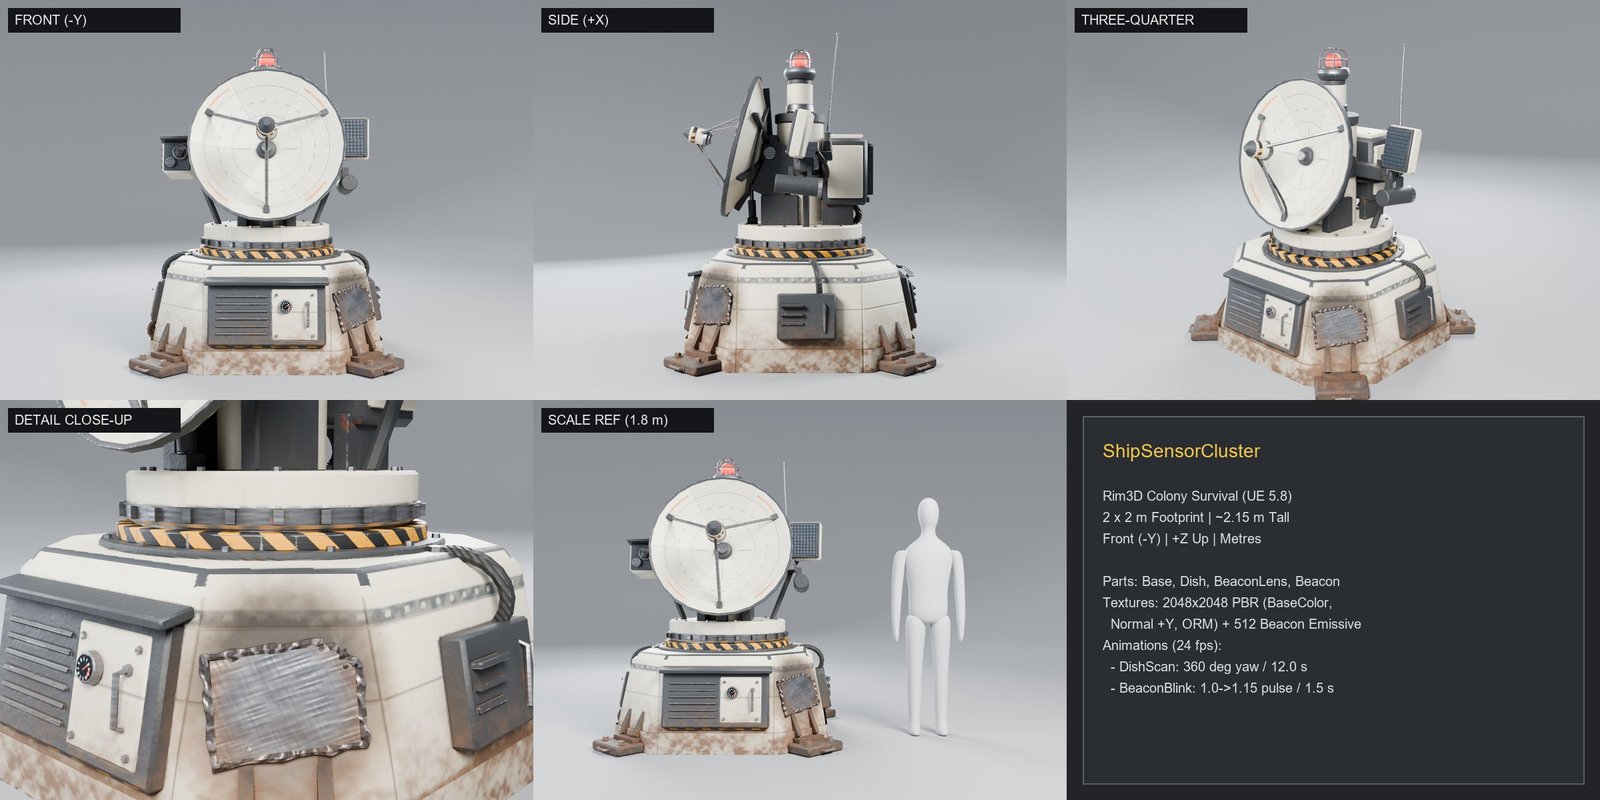 FRONT (-Y)
SIDE (+X)
THREE-QUARTER
DETAIL CLOSE-UP
SCALE REF (1.8 m)
ShipSensorCluster
Rim3D Colony Survival (UE 5.8)
2 x 2 m Footprint | ~2.15 m Tall
Front (-Y) | +Z Up | Metres
Parts: Base, Dish, BeaconLens, Beacon
Textures: 2048x2048 PBR (BaseColor,
Normal +Y, ORM) + 512 Beacon Emissive
Animations (24 fps):
- DishScan: 360 deg yaw / 12.0 s
- BeaconBlink: 1.0->1.15 pulse / 1.5 s